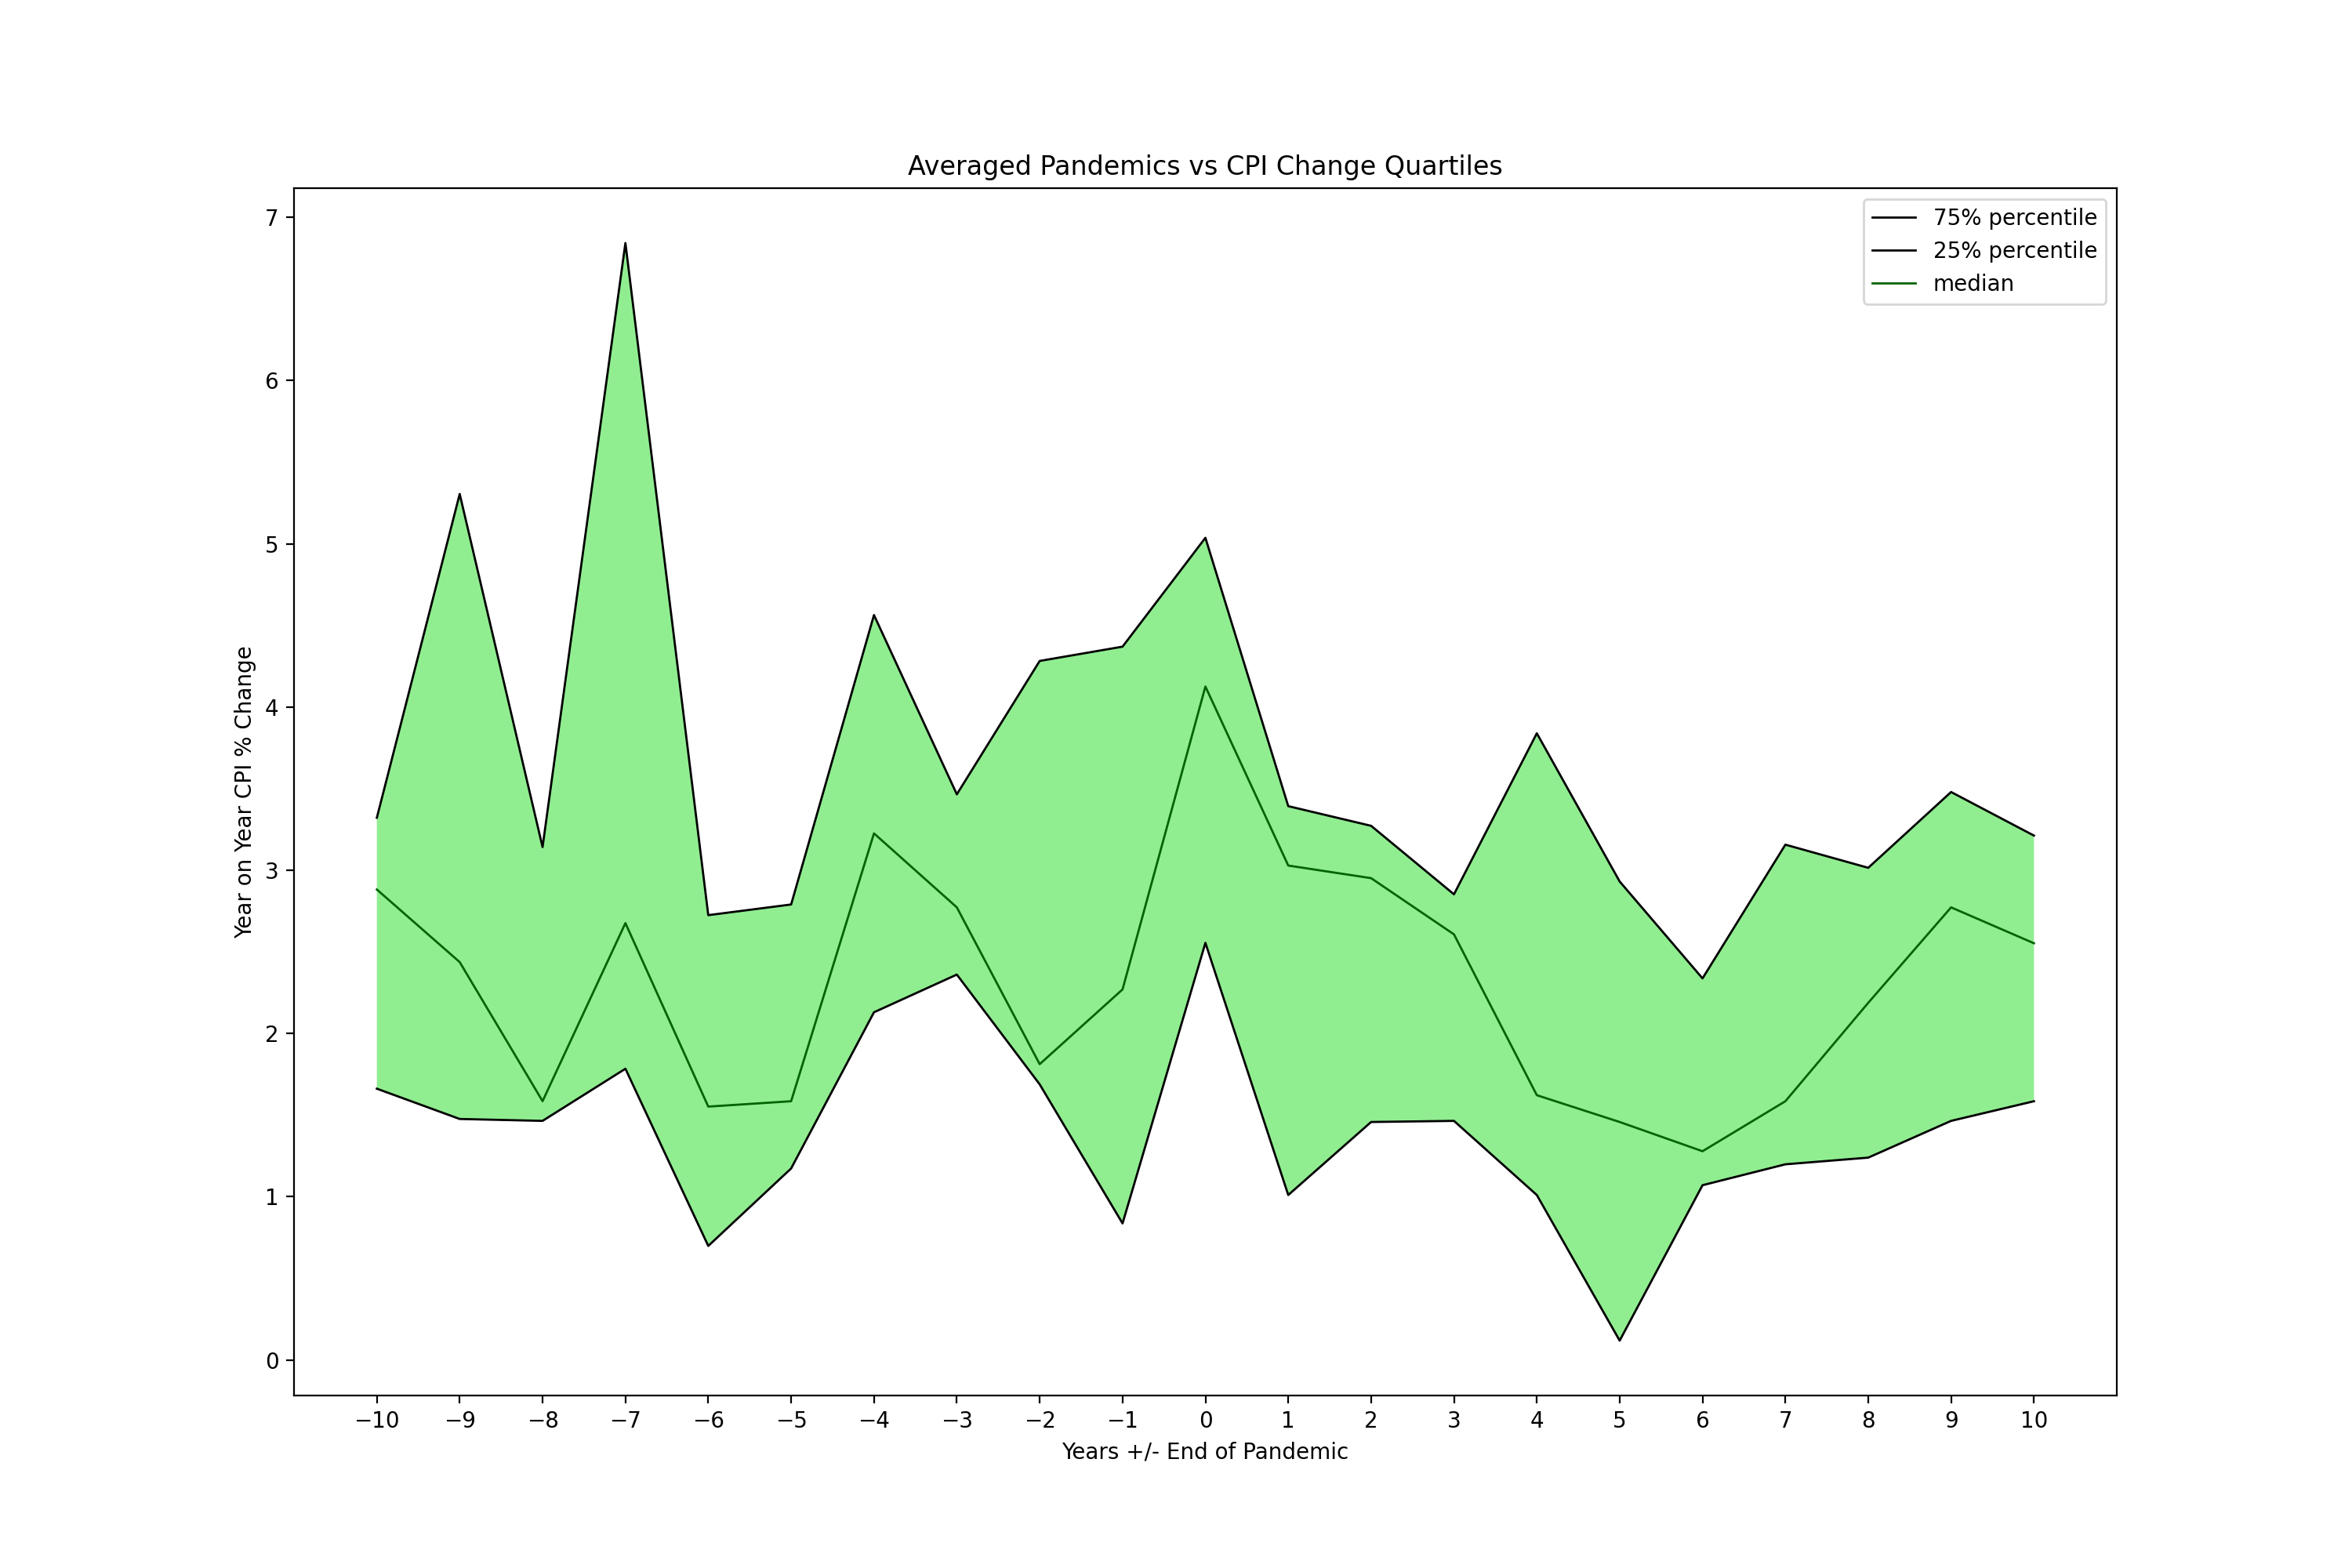 Averaged Pandemics vs CPI Change Quartiles
75% percentile
25% percentile
median
Year on Year CPI % Change
7
6
5
4
3
2
1
0
−10 −9 −8 −7 −6 −5 −4 −3 −2 −1 0 1 2 3 4 5 6 7 8 9 10
Years +/- End of Pandemic